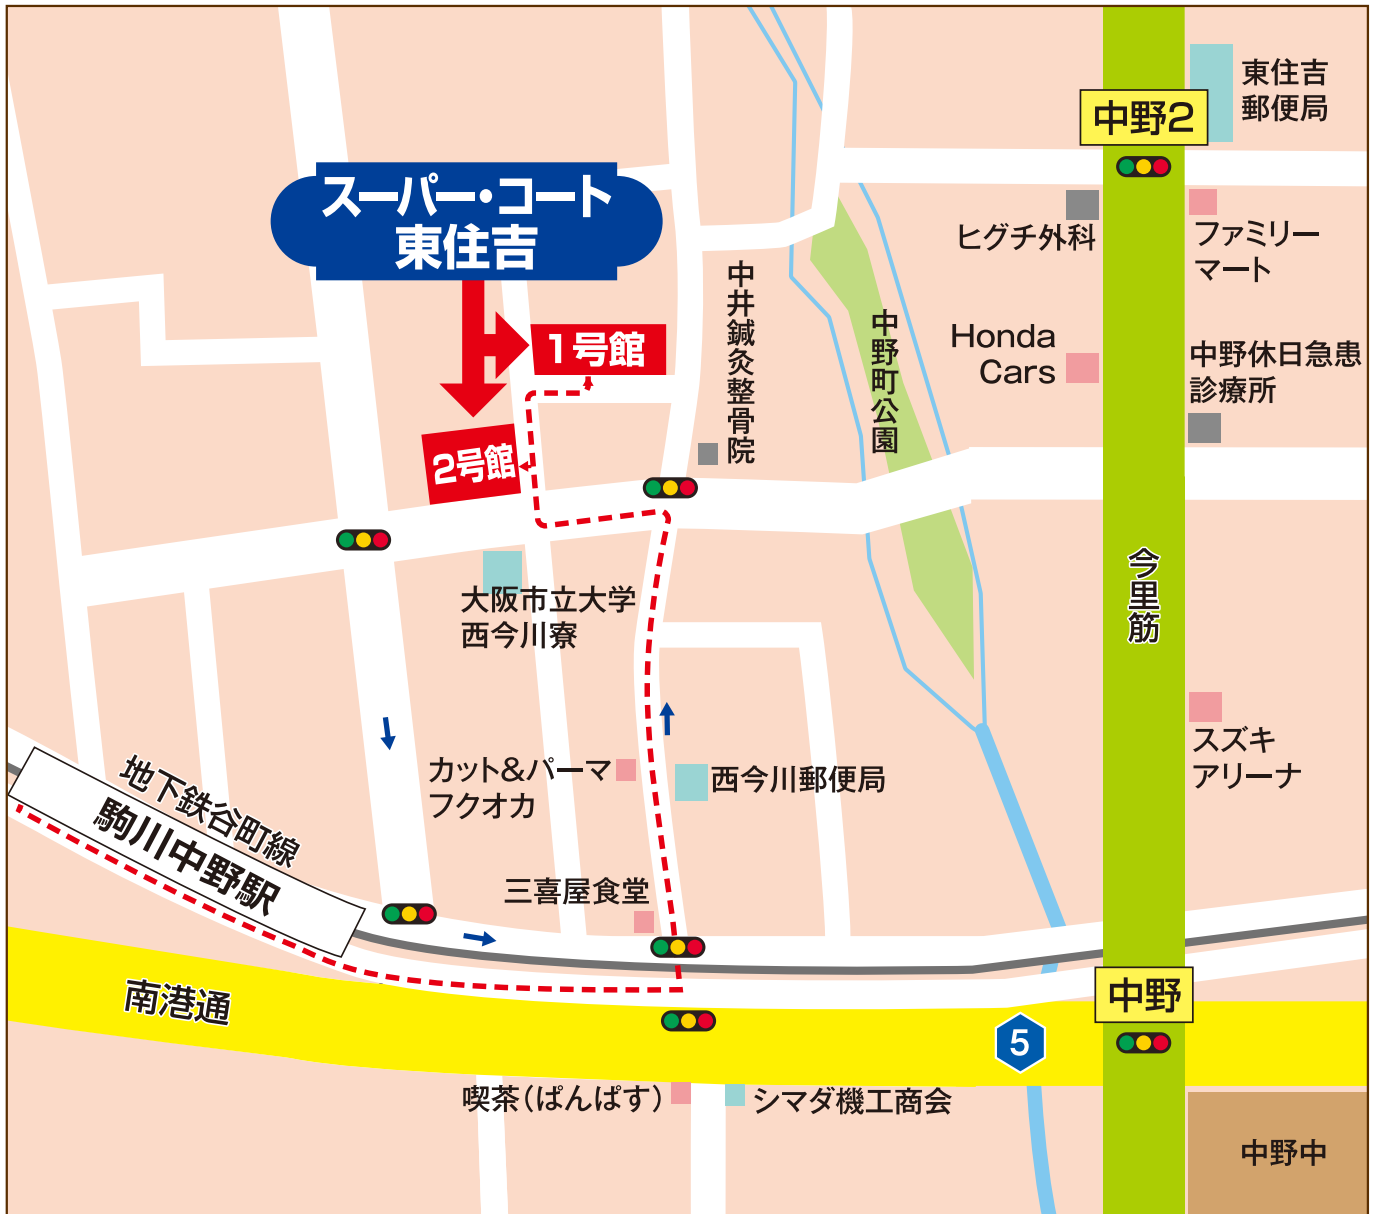 東住吉
郵便局
中野2
スーパー・コート
東住吉
ヒグチ外科
ファミリー
マート
中井鍼灸整骨院
中野町公園
1号館
Honda
Cars
中野休日急患
診療所
2号館
今里筋
大阪市立大学
西今川寮
スズキ
アリーナ
地下鉄谷町線
駒川中野駅
カット&パーマ
フクオカ
西今川郵便局
三喜屋食堂
南港通
中野
5
喫茶（ぱんぱす）
シマダ機工商会
中野中